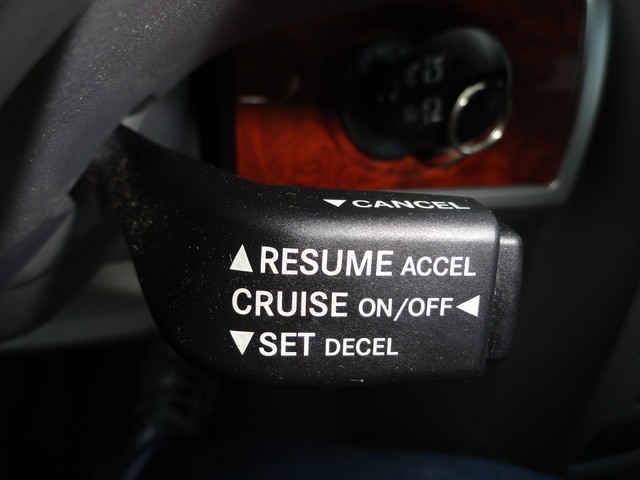 ▼CANCEL
▲RESUME ACCEL
CRUISE ON/OFF◀
▼SET DECEL